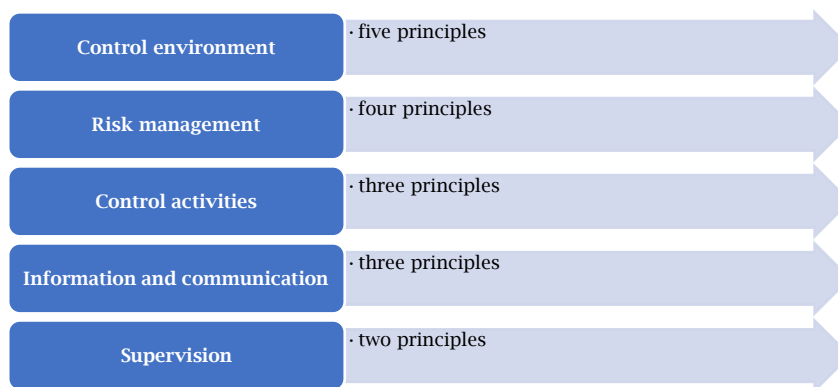 Control environment
· five principles
Risk management
· four principles
Control activities
· three principles
Information and communication
· three principles
Supervision
· two principles